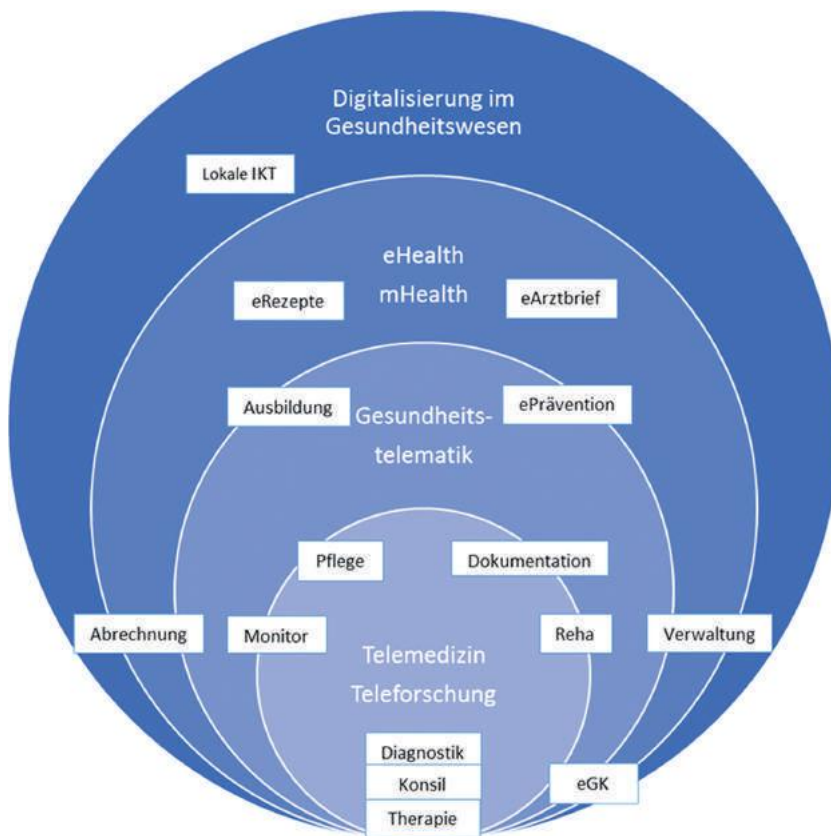 Digitalisierung im
Gesundheitswesen
Lokale IKT
eHealth
mHealth
eRezepte
eArztbrief
Ausbildung
ePrävention
Gesundheits-
telematik
Pflege
Dokumentation
Abrechnung
Monitor
Reha
Verwaltung
Telemedizin
Teleforschung
Diagnostik
Konsil
eGK
Therapie